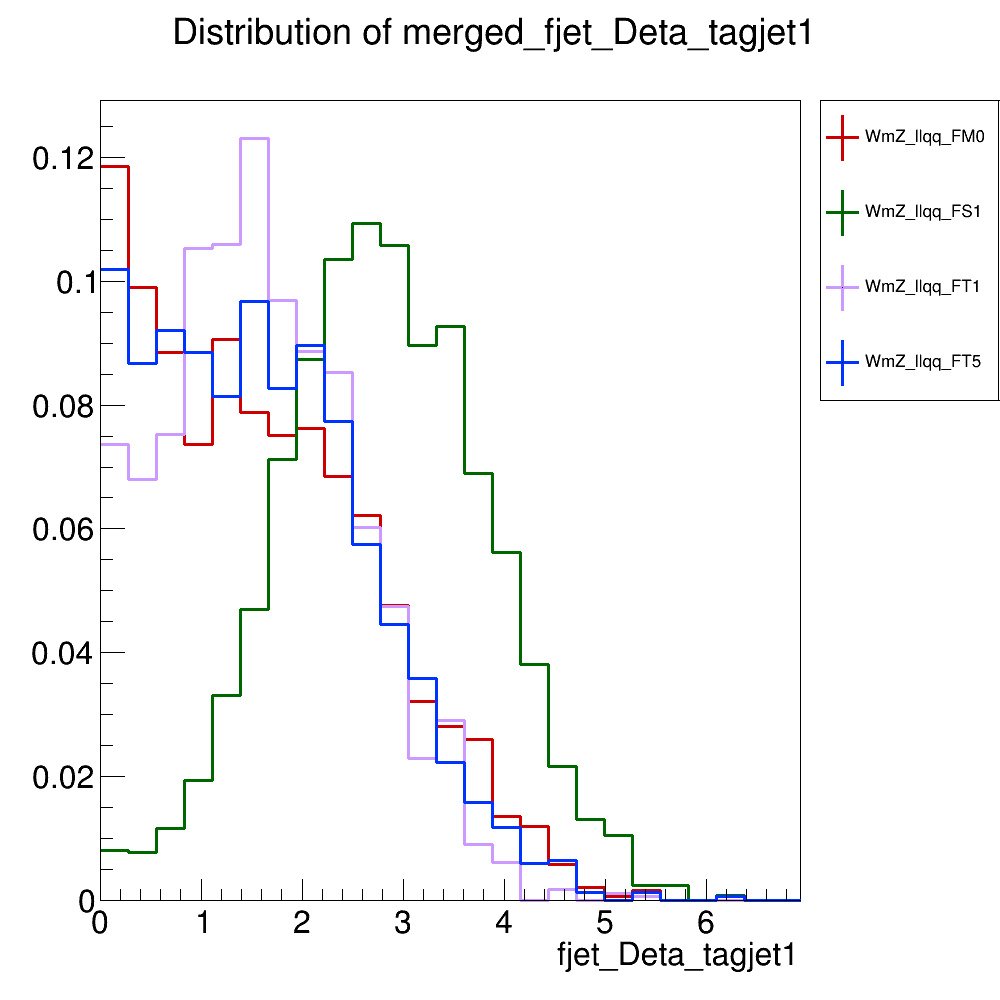 Distribution of merged_fjet_Deta_tagjet1
0.12
0.1
0.08
0.06
0.04
0.02
0
0 1 2 3 4 5 6
fjet_Deta_tagjet1
WmZ_llqq_FM0
WmZ_llqq_FS1
WmZ_llqq_FT1
WmZ_llqq_FT5